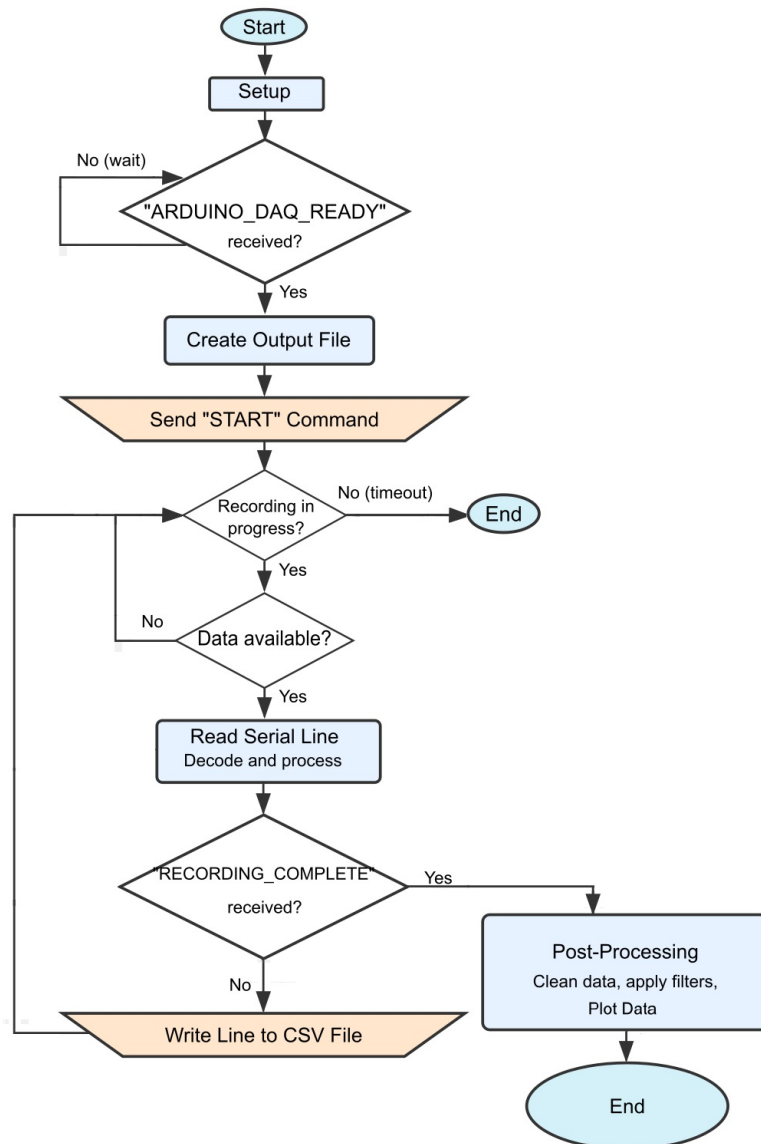 Start
Setup
No (wait)
"ARDUINO_DAQ_READY"
received?
Yes
Create Output File
Send "START" Command
Recording in
progress?
No (timeout)
End
Yes
Data available?
No
Yes
Read Serial Line
Decode and process
"RECORDING_COMPLETE"
received?
Yes
Post-Processing
Clean data, apply filters,
Plot Data
No
Write Line to CSV File
End